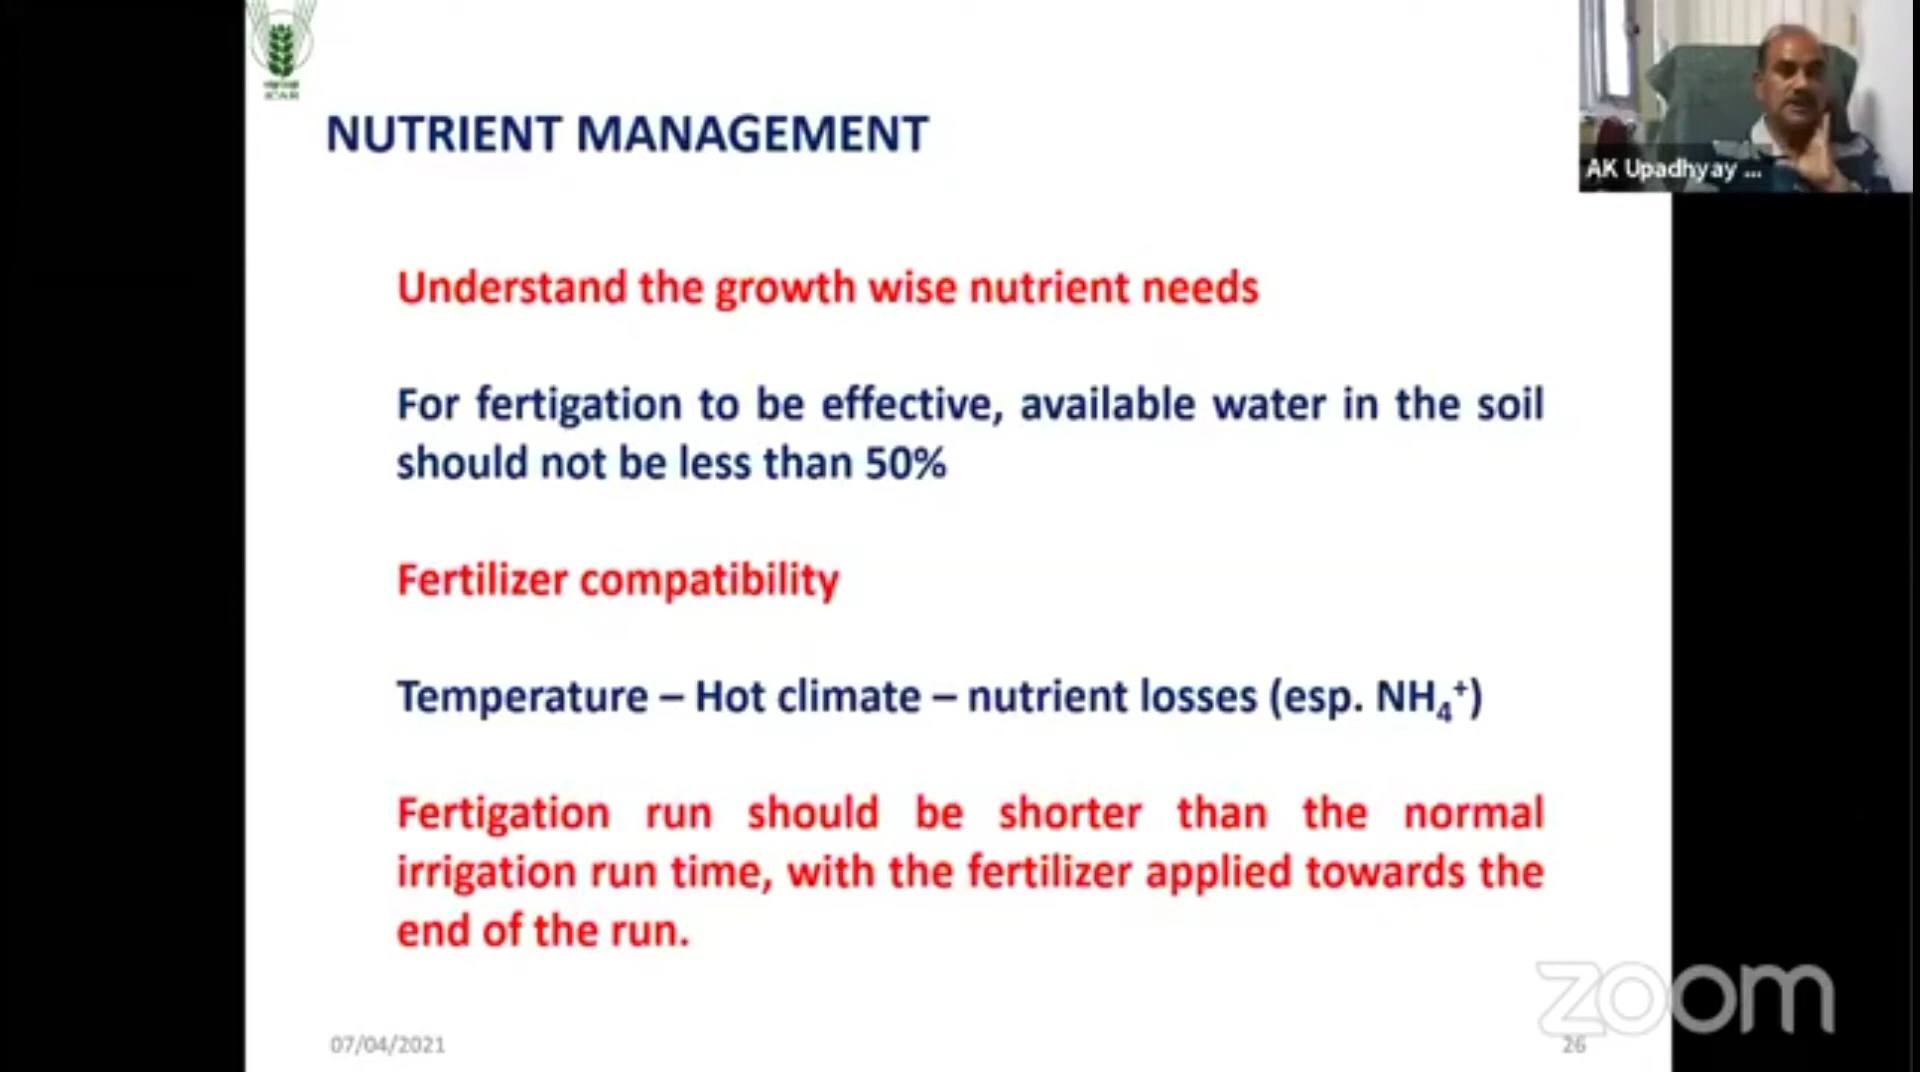 ICAR
NUTRIENT MANAGEMENT
AK Upadhyay ...
Understand the growth wise nutrient needs
For fertigation to be effective, available water in the soil
should not be less than 50%
Fertilizer compatibility
Temperature – Hot climate – nutrient losses (esp. NH₄⁺)
Fertigation run should be shorter than the normal
irrigation run time, with the fertilizer applied towards the
end of the run.
zoom
07/04/2021
26